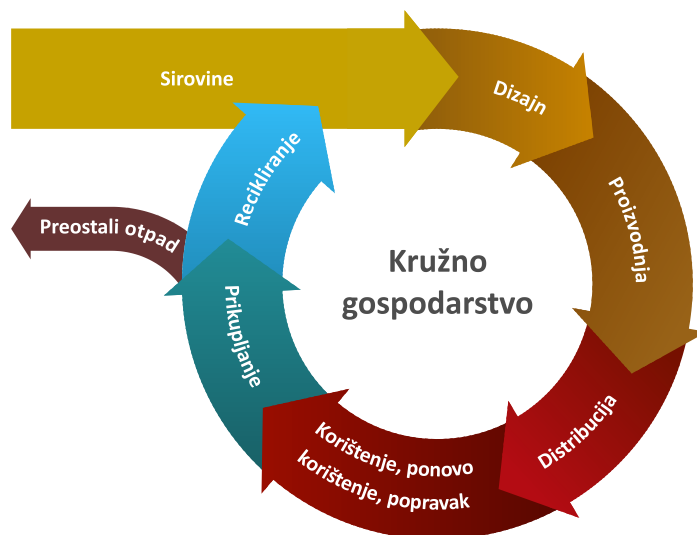 Sirovine
Dizajn
Proizvodnja
Distribucija
Korištenje, ponovo
korištenje, popravak
Prikupljanje
Recikliranje
Preostali otpad
Kružno
gospodarstvo